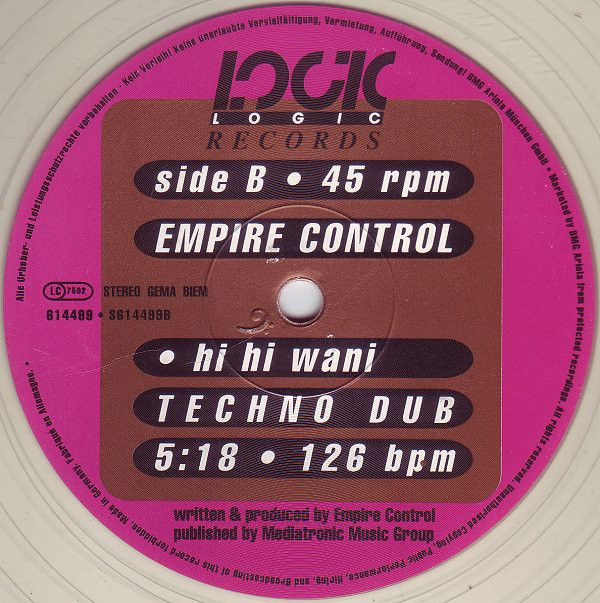 LOGIC
LOGIC
RECORDS
side B • 45 rpm
EMPIRE CONTROL
LC 7502 STEREO GEMA BIEM
614499 • S614499B
• hi hi wani
TECHNO DUB
5:18 • 126 bpm
written & produced by Empire Control
published by Mediatronic Music Group
Alle Urheber- und Leistungsschutzrechte vorbehalten - Kein Verleih! Keine unerlaubte Vervielfältigung, Vermietung, Aufführung, Sendung! BMG Ariola München GmbH • Marketed by BMG Ariola from protected recordings. All rights reserved. Unauthorized Copying, Public Performance, Hiring, and Broadcasting of this record forbidden. Made in Germany. Fabriqué en Allemagne. •